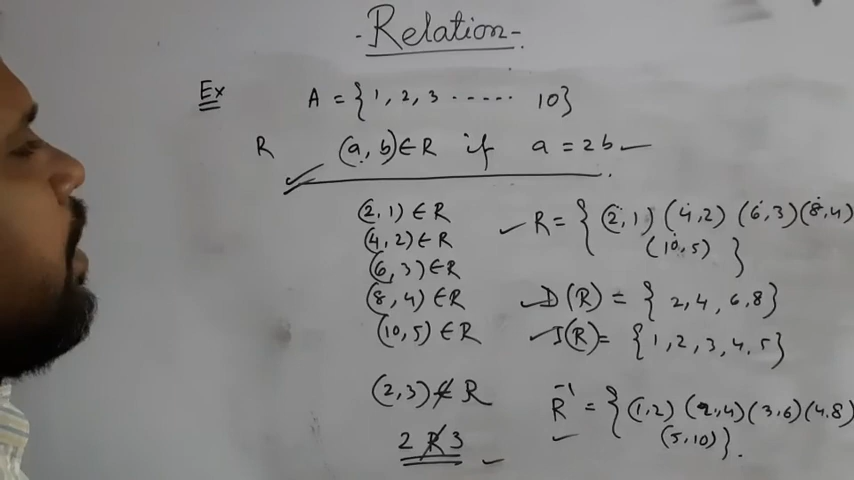 - Relation -
Ex A = {1, 2, 3 ...... 10}
R (a, b) ∈ R if a = 2b
(2, 1) ∈ R
(4, 2) ∈ R
(6, 3) ∈ R
(8, 4) ∈ R
(10, 5) ∈ R
(2, 3) ∉ R
2 R̸ 3
R = { (2, 1) (4, 2) (6, 3) (8, 4)
(10, 5) }
D(R) = { 2, 4, 6, 8 }
I(R) = { 1, 2, 3, 4, 5 }
R⁻¹ = { (1, 2) (2, 4) (3, 6) (4, 8)
(5, 10) }.